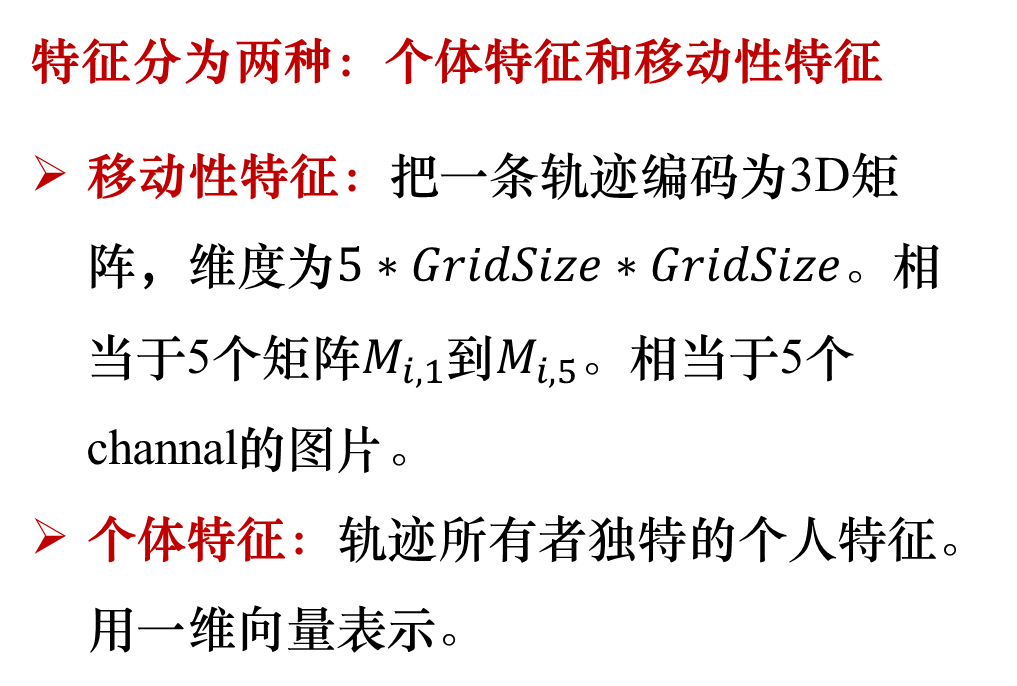 特征分为两种：个体特征和移动性特征
➢ 移动性特征：把一条轨迹编码为3D矩
阵，维度为5 ∗ GridSize ∗ GridSize。相
当于5个矩阵M_{i,1}到M_{i,5}。相当于5个
channal的图片。
➢ 个体特征：轨迹所有者独特的个人特征。
用一维向量表示。